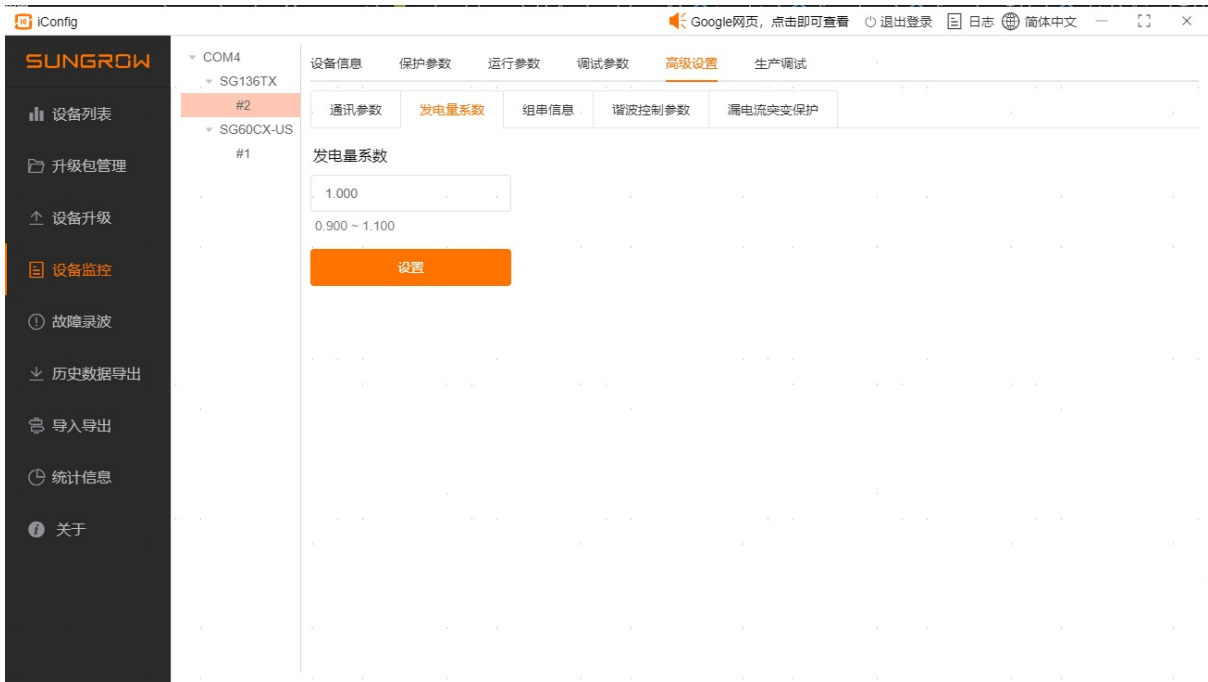 iConfig
Google网页，点击即可查看
退出登录
日志
简体中文
SUNGROW
设备列表
升级包管理
设备升级
设备监控
故障录波
历史数据导出
导入导出
统计信息
关于
COM4
SG136TX
#2
SG60CX-US
#1
设备信息
保护参数
运行参数
调试参数
高级设置
生产调试
通讯参数
发电量系数
组串信息
谐波控制参数
漏电流突变保护
发电量系数
1.000
0.900 ~ 1.100
设置